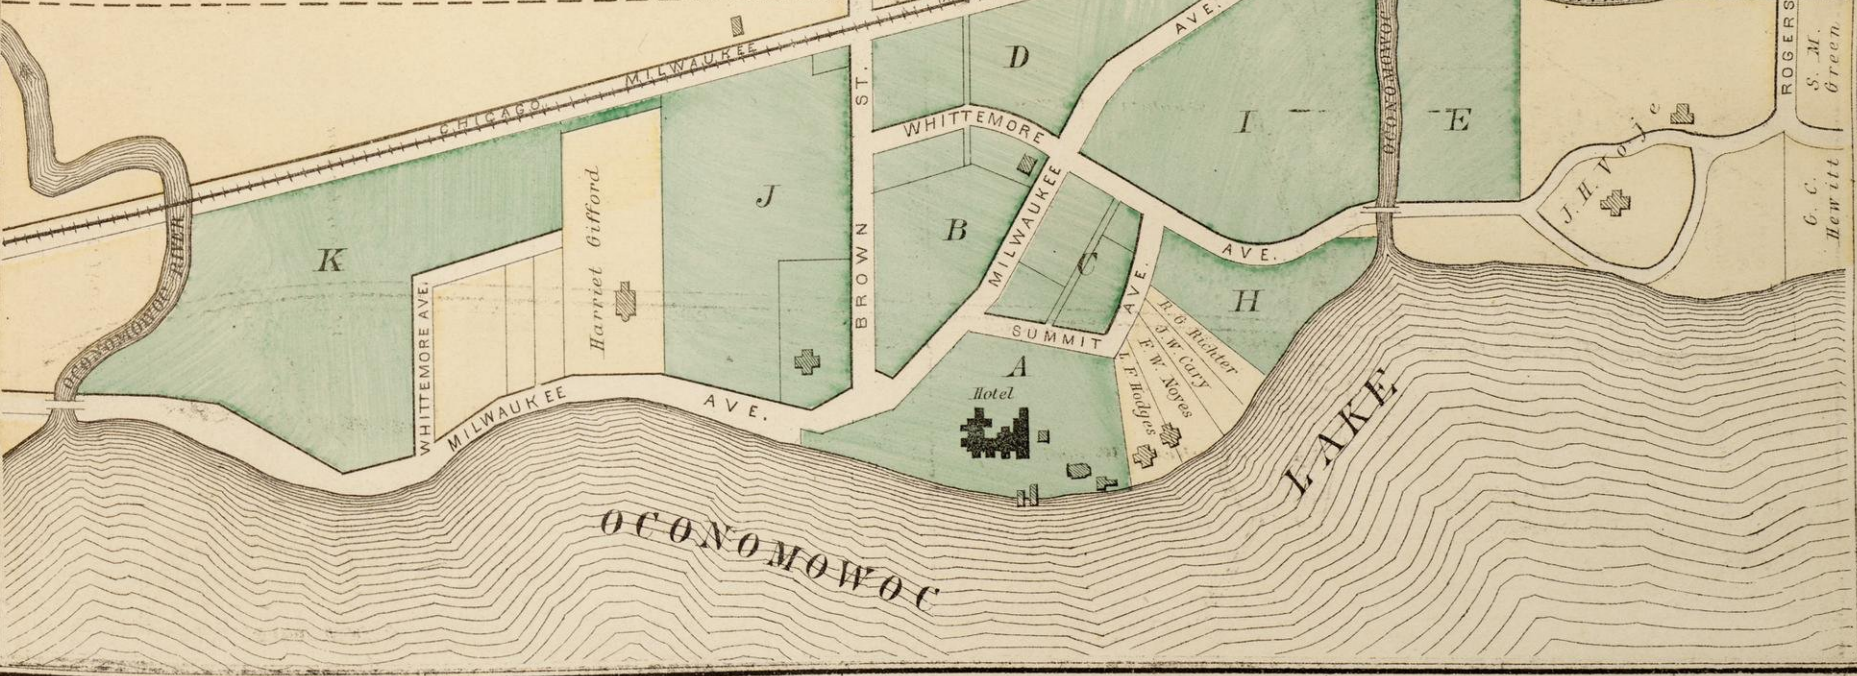 AVE.
ROGERS
S. M.
Green
CHICAGO
MILWAUKEE
D
ST.
WHITTEMORE
I
OCONOMOWOC
E
J. H. Voje
G. C.
Hewitt
Harriet Gifford
J
BROWN
B
MILWAUKEE
C
AVE.
AVE.
H
K
OCONOMOWOC RIVER
WHITTEMORE AVE.
MILWAUKEE
AVE.
SUMMIT
A
Hotel
R. G Richter
J. W. Cary
F. W. Noyes
L F Hodges
OCONOMOWOC
LAKE